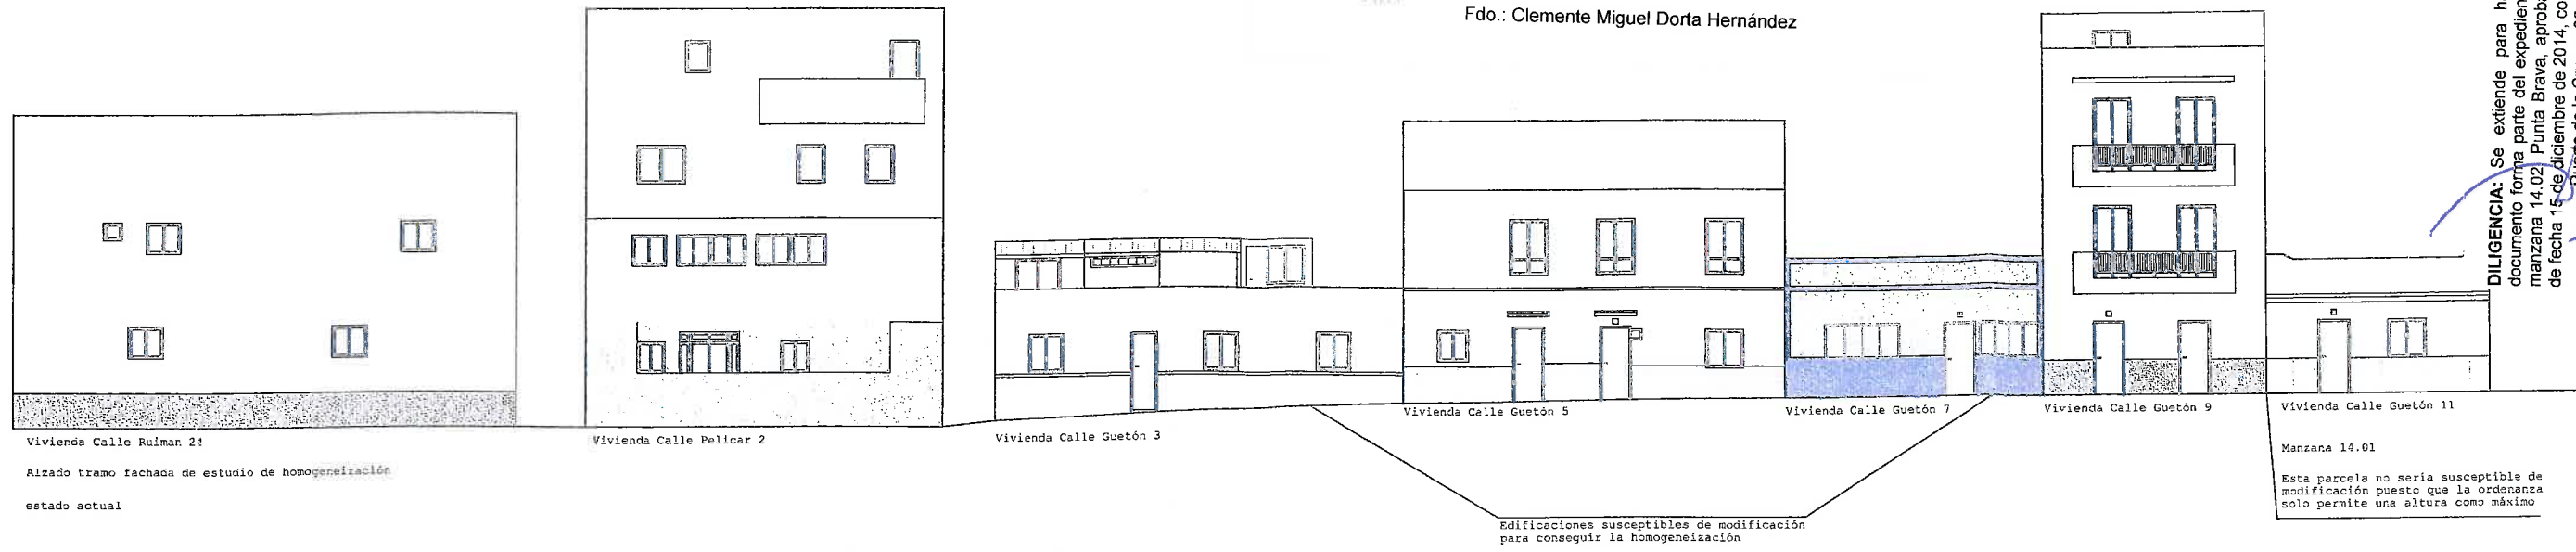 Fdo.: Clemente Miguel Dorta Hernández
DILIGENCIA: Se extiende para
documento forma parte del expedien
manzana 14.02, Punta Brava, aproba
de fecha 15 de diciembre de 2014, co
Vivienda Calle Ruiman 24
Vivienda Calle Pelicar 2
Vivienda Calle Guetón 3
Vivienda Calle Guetón 5
Vivienda Calle Guetón 7
Vivienda Calle Guetón 9
Vivienda Calle Guetón 11
Alzado tramo fachada de estudio de homogeneización
estado actual
Edificaciones susceptibles de modificación
para conseguir la homogeneización
Manzana 14.01
Esta parcela no sería susceptible de
modificación puesto que la ordenanza
solo permite una altura como máximo